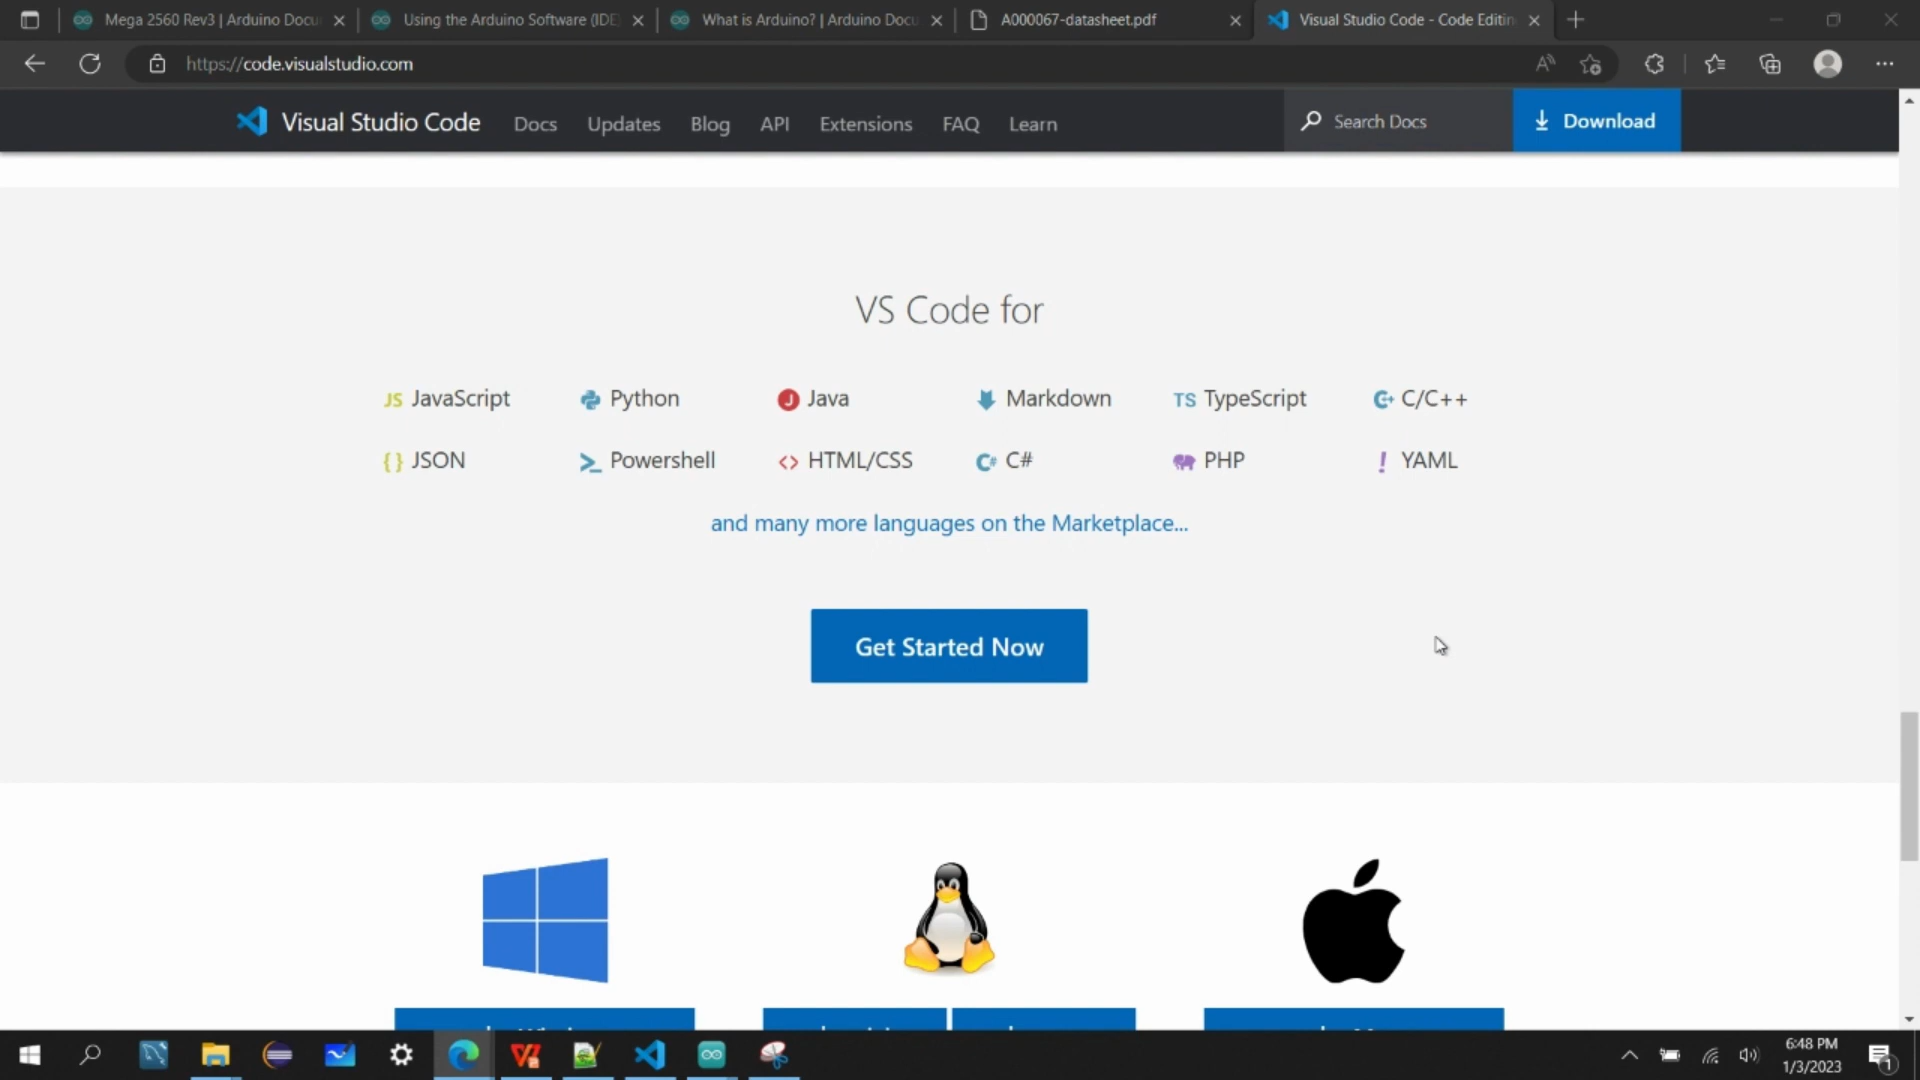 Mega 2560 Rev3 | Arduino Docu
Using the Arduino Software (IDE
What is Arduino? | Arduino Docu
A000067-datasheet.pdf
Visual Studio Code - Code Editin
https://code.visualstudio.com
Visual Studio Code
Docs
Updates
Blog
API
Extensions
FAQ
Learn
Search Docs
Download
VS Code for
JS JavaScript
Python
J Java
Markdown
TS TypeScript
C/C++
{} JSON
Powershell
<> HTML/CSS
C# C#
PHP
! YAML
and many more languages on the Marketplace...
Get Started Now
6:48 PM
1/3/2023
1